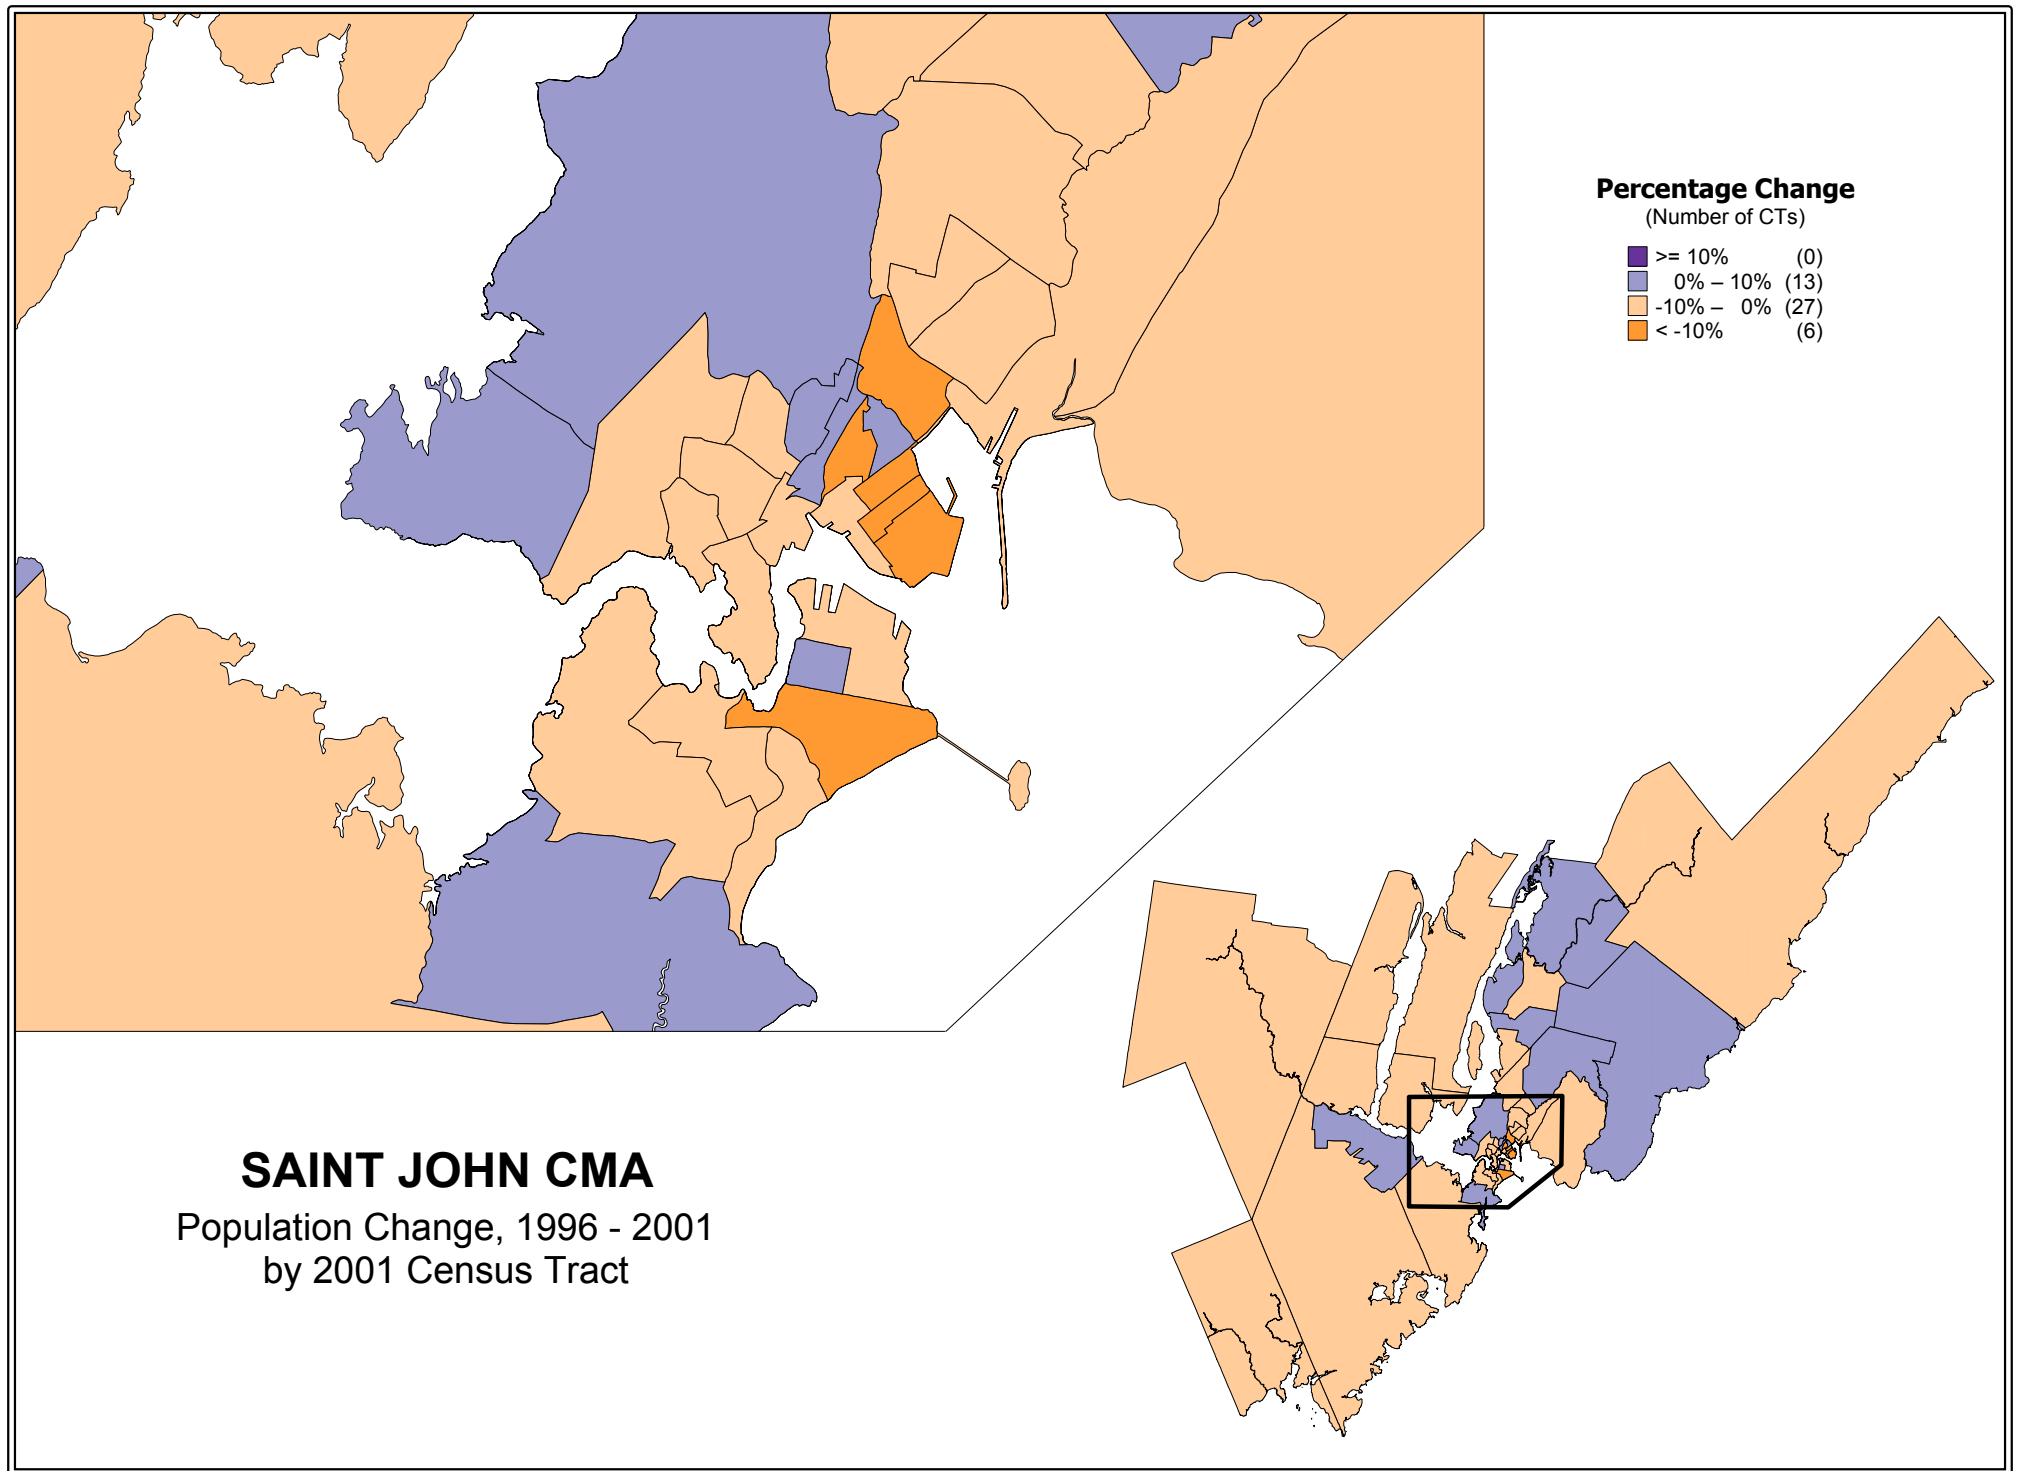 Percentage Change
(Number of CTs)
>= 10% (0)
0% – 10% (13)
-10% – 0% (27)
< -10% (6)
SAINT JOHN CMA
Population Change, 1996 - 2001
by 2001 Census Tract